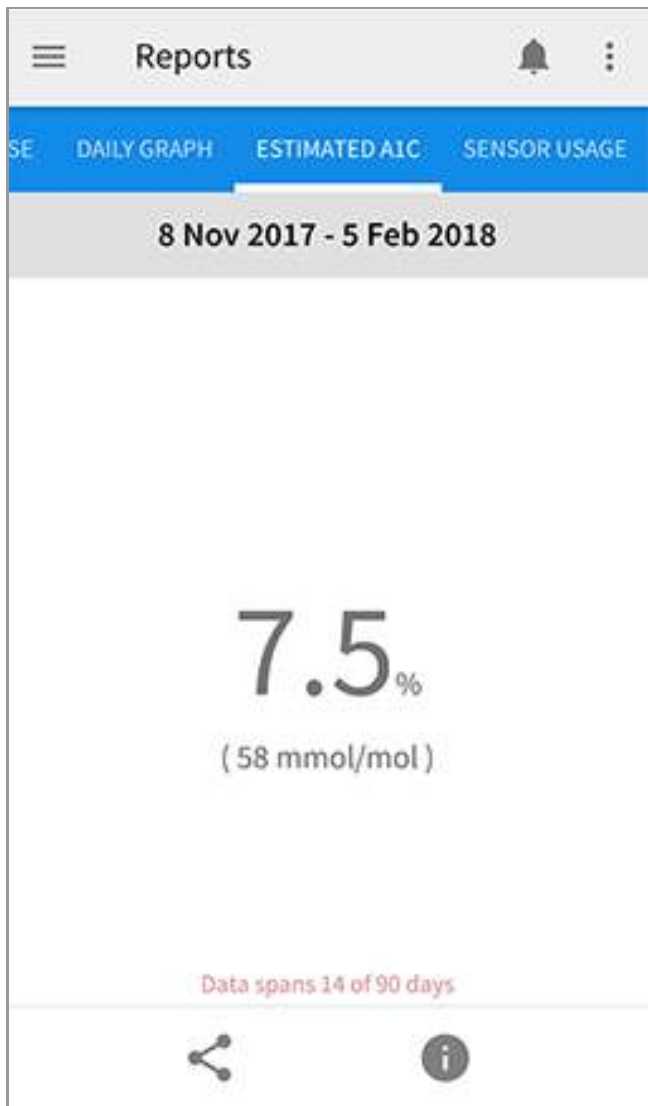 Reports
SE DAILY GRAPH ESTIMATED A1C SENSOR USAGE
8 Nov 2017 - 5 Feb 2018
7.5%
( 58 mmol/mol )
Data spans 14 of 90 days